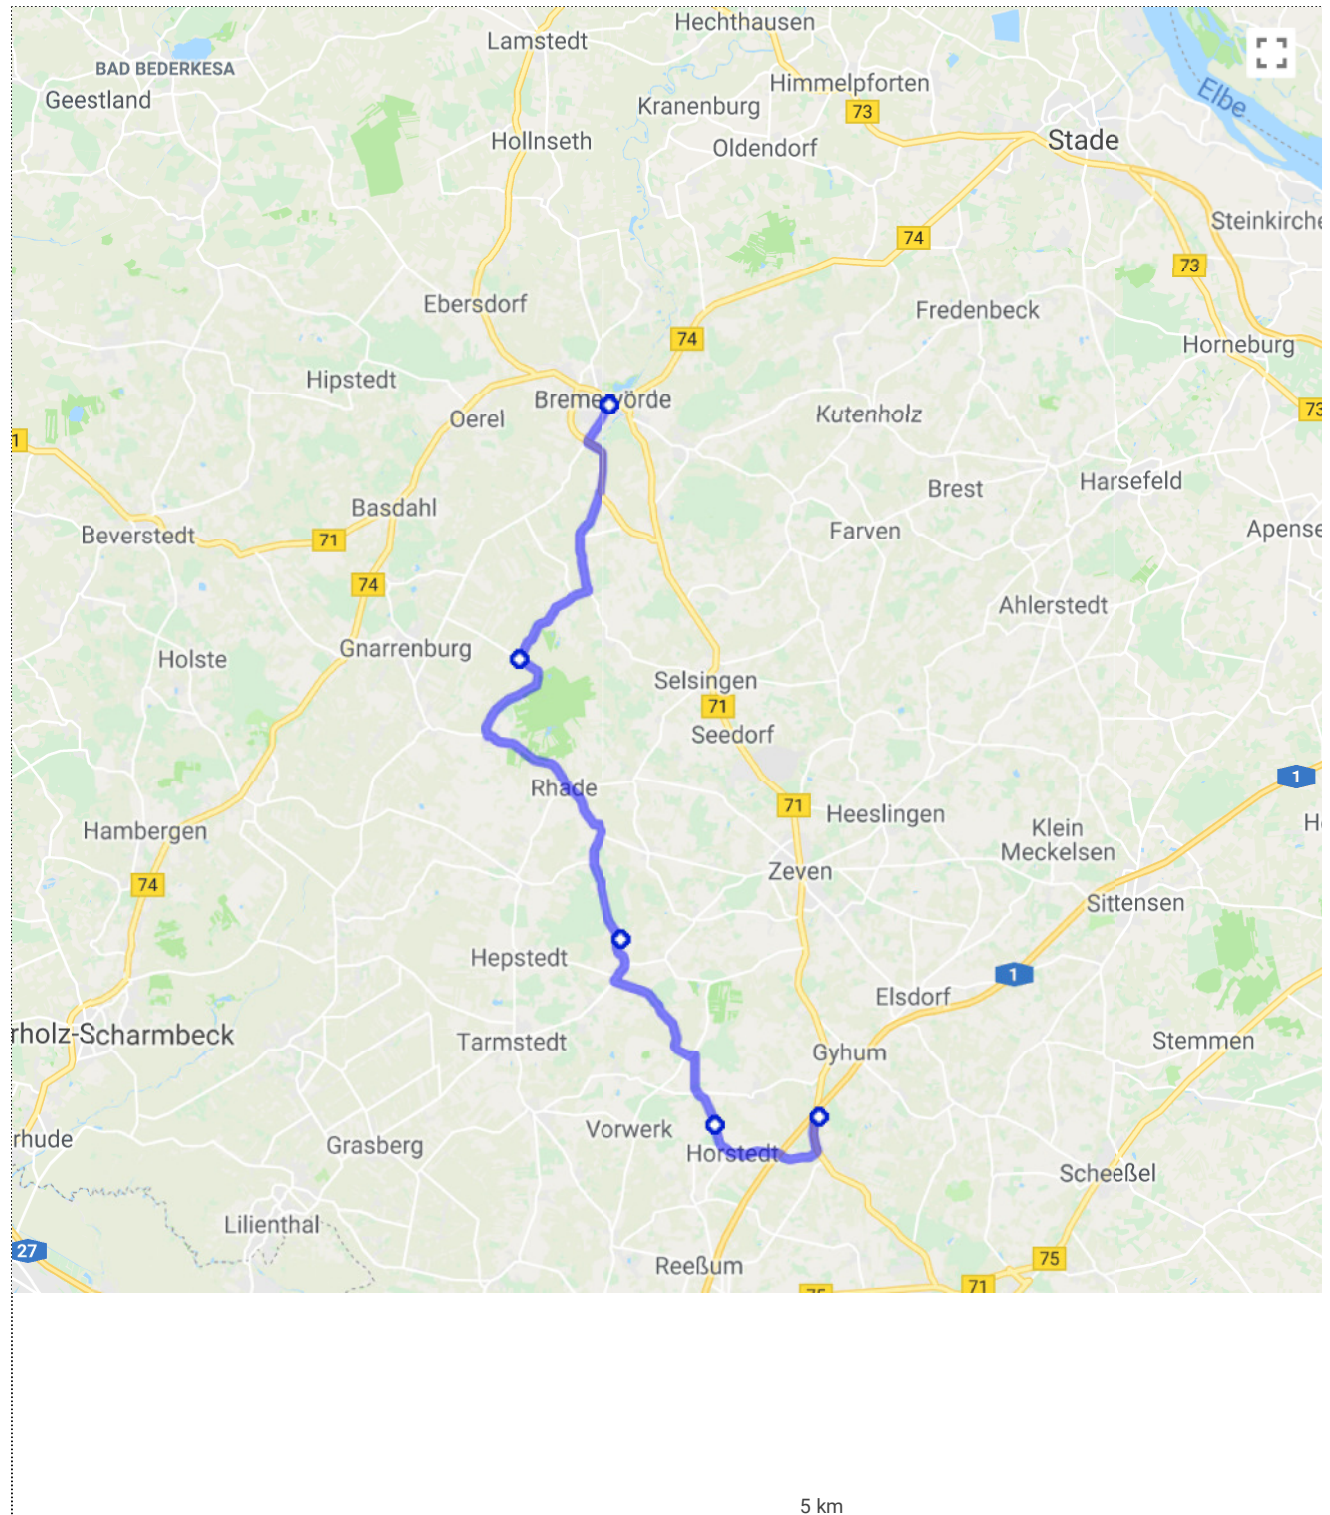 Hechthausen
Lamstedt
BAD BEDERKESA
Geestland
Himmelpforten
Elbe
Kranenburg
73
Hollnseth
Oldendorf
Stade
Steinkirche
74
73
Ebersdorf
Fredenbeck
74
Horneburg
Hipstedt
Bremervörde
73
Oerel
Kutenholz
1
Harsefeld
Brest
Basdahl
Beverstedt
71
Farven
Apense
74
Ahlerstedt
Gnarrenburg
Holste
Selsingen
71
Seedorf
1
Rhade
71
Heeslingen
Hambergen
Klein
Meckelsen
H
Zeven
74
Sittensen
Hepstedt
1
Elsdorf
rholz-Scharmbeck
Tarmstedt
Stemmen
Gyhum
rhude
Grasberg
Vorwerk
Horstedt
Scheeßel
Lilienthal
27
Reeßum
75
71
75
5 km